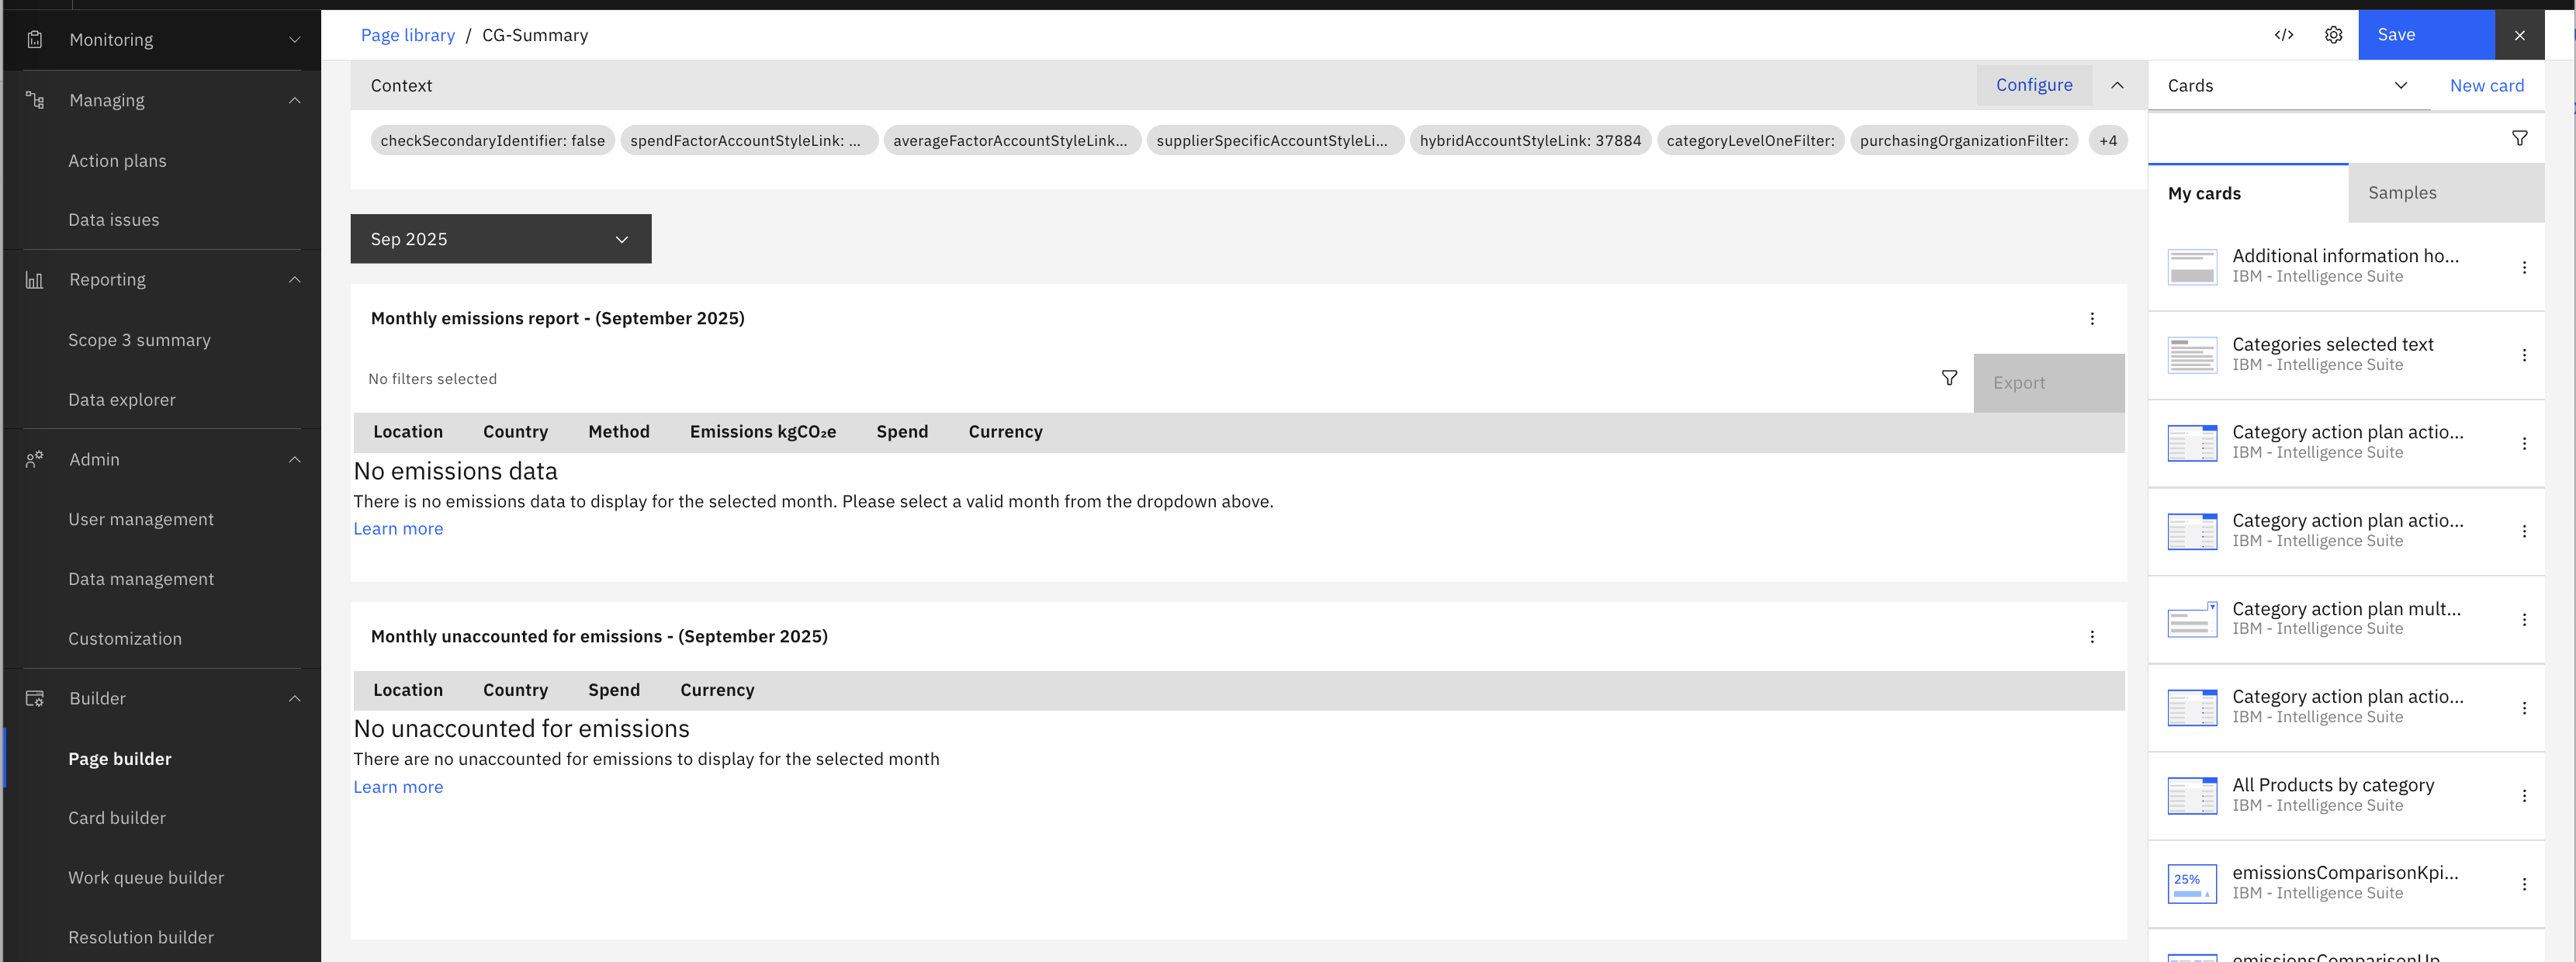 Monitoring
Managing
Action plans
Data issues
Reporting
Scope 3 summary
Data explorer
Admin
User management
Data management
Customization
Builder
Page builder
Card builder
Work queue builder
Resolution builder
Page library / CG-Summary
Save
Context
Configure
checkSecondaryIdentifier: false
spendFactorAccountStyleLink: ...
averageFactorAccountStyleLink...
supplierSpecificAccountStyleLi...
hybridAccountStyleLink: 37884
categoryLevelOneFilter:
purchasingOrganizationFilter:
+4
Sep 2025
Monthly emissions report - (September 2025)
No filters selected
Export
Location Country Method Emissions kgCO₂e Spend Currency
No emissions data
There is no emissions data to display for the selected month. Please select a valid month from the dropdown above.
Learn more
Monthly unaccounted for emissions - (September 2025)
Location Country Spend Currency
No unaccounted for emissions
There are no unaccounted for emissions to display for the selected month
Learn more
Cards
New card
My cards
Samples
Additional information ho...
IBM - Intelligence Suite
Categories selected text
IBM - Intelligence Suite
Category action plan actio...
IBM - Intelligence Suite
Category action plan actio...
IBM - Intelligence Suite
Category action plan mult...
IBM - Intelligence Suite
Category action plan actio...
IBM - Intelligence Suite
All Products by category
IBM - Intelligence Suite
25%
emissionsComparisonKpi...
IBM - Intelligence Suite